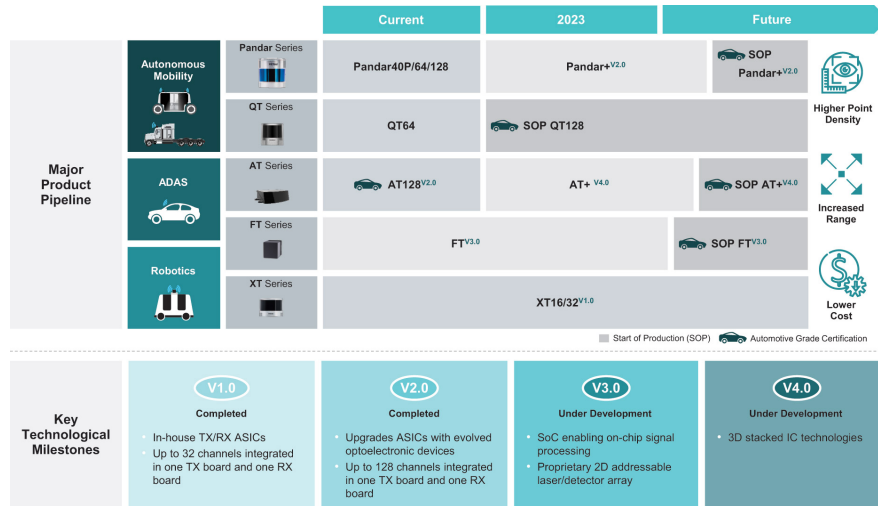 Current
2023
Future
Major
Product
Pipeline
Autonomous
Mobility
Pandar Series
Pandar40P/64/128
Pandar+V2.0
SOP
Pandar+V2.0
Higher Point
Density
QT Series
QT64
SOP QT128
ADAS
AT Series
AT128V2.0
AT+ V4.0
SOP AT+V4.0
Increased
Range
FT Series
FTV3.0
SOP FTV3.0
Robotics
XT Series
XT16/32V1.0
Lower
Cost
Start of Production (SOP)
Automotive Grade Certification
Key
Technological
Milestones
V1.0
Completed
• In-house TX/RX ASICs
• Up to 32 channels integrated
in one TX board and one RX
board
V2.0
Completed
• Upgrades ASICs with evolved
optoelectronic devices
• Up to 128 channels integrated
in one TX board and one RX
board
V3.0
Under Development
• SoC enabling on-chip signal
processing
• Proprietary 2D addressable
laser/detector array
V4.0
Under Development
• 3D stacked IC technologies